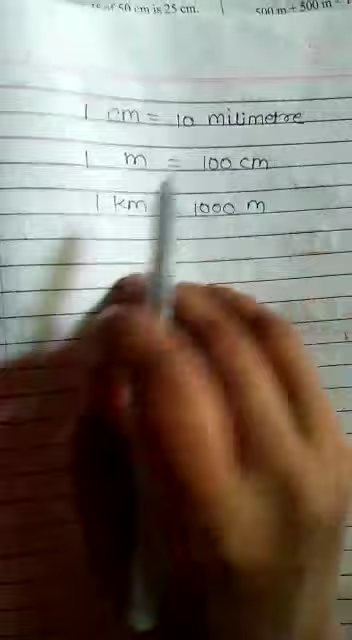 of 50 cm is 25 cm.
500 m + 500 m =
1 cm = 10 milimetre
1 m = 100 cm
1 km 1000 m